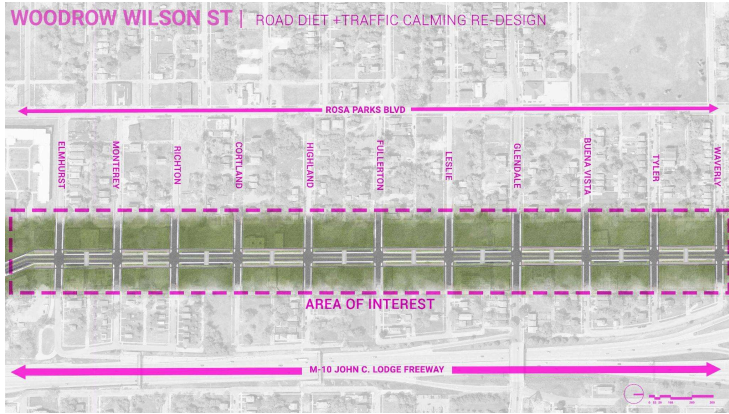 WOODROW WILSON ST | ROAD DIET +TRAFFIC CALMING RE-DESIGN
ROSA PARKS BLVD
ELMHURST
MONTEREY
RICHTON
CORTLAND
HIGHLAND
FULLERTON
LESLIE
GLENDALE
BUENA VISTA
TYLER
WAVERLY
AREA OF INTEREST
M-10 JOHN C. LODGE FREEWAY